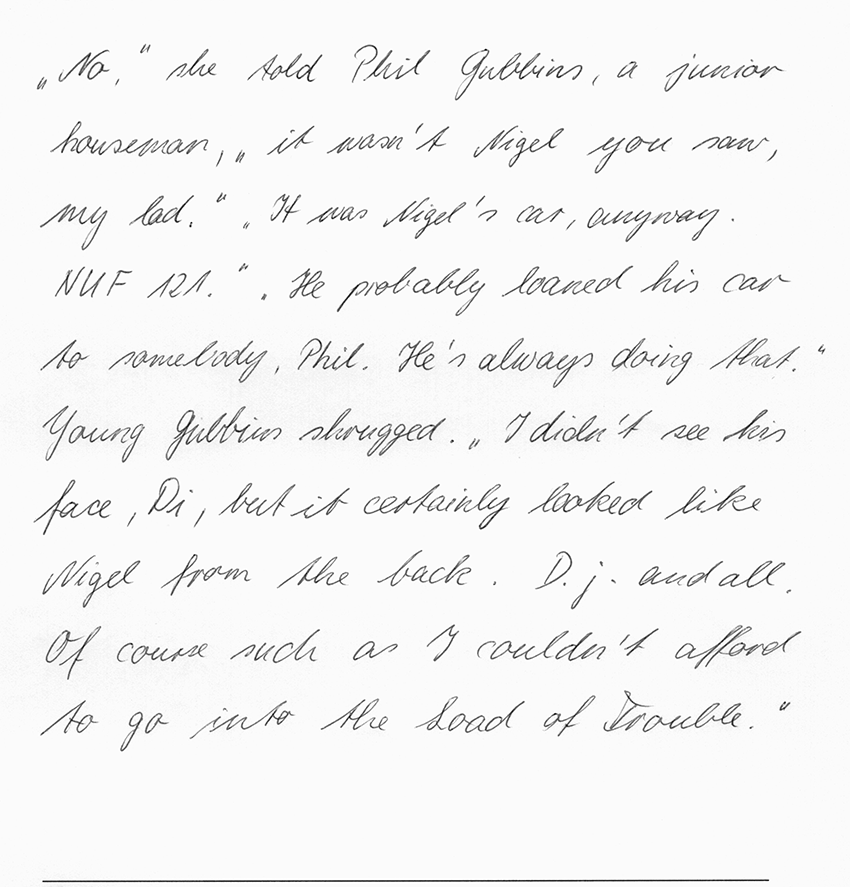 „No,“ she told Phil Gubbins, a junior
houseman, „it wasn't Nigel you saw,
my lad.“ „It was Nigel's car, anyway.
NUF 121.“ „He probably loaned his car
to somebody, Phil. He's always doing that.“
Young Gubbins shrugged. „I didn't see his
face, Di, but it certainly looked like
Nigel from the back. D.j. and all.
Of course such as I couldn't afford
to go into the Load of Trouble.“